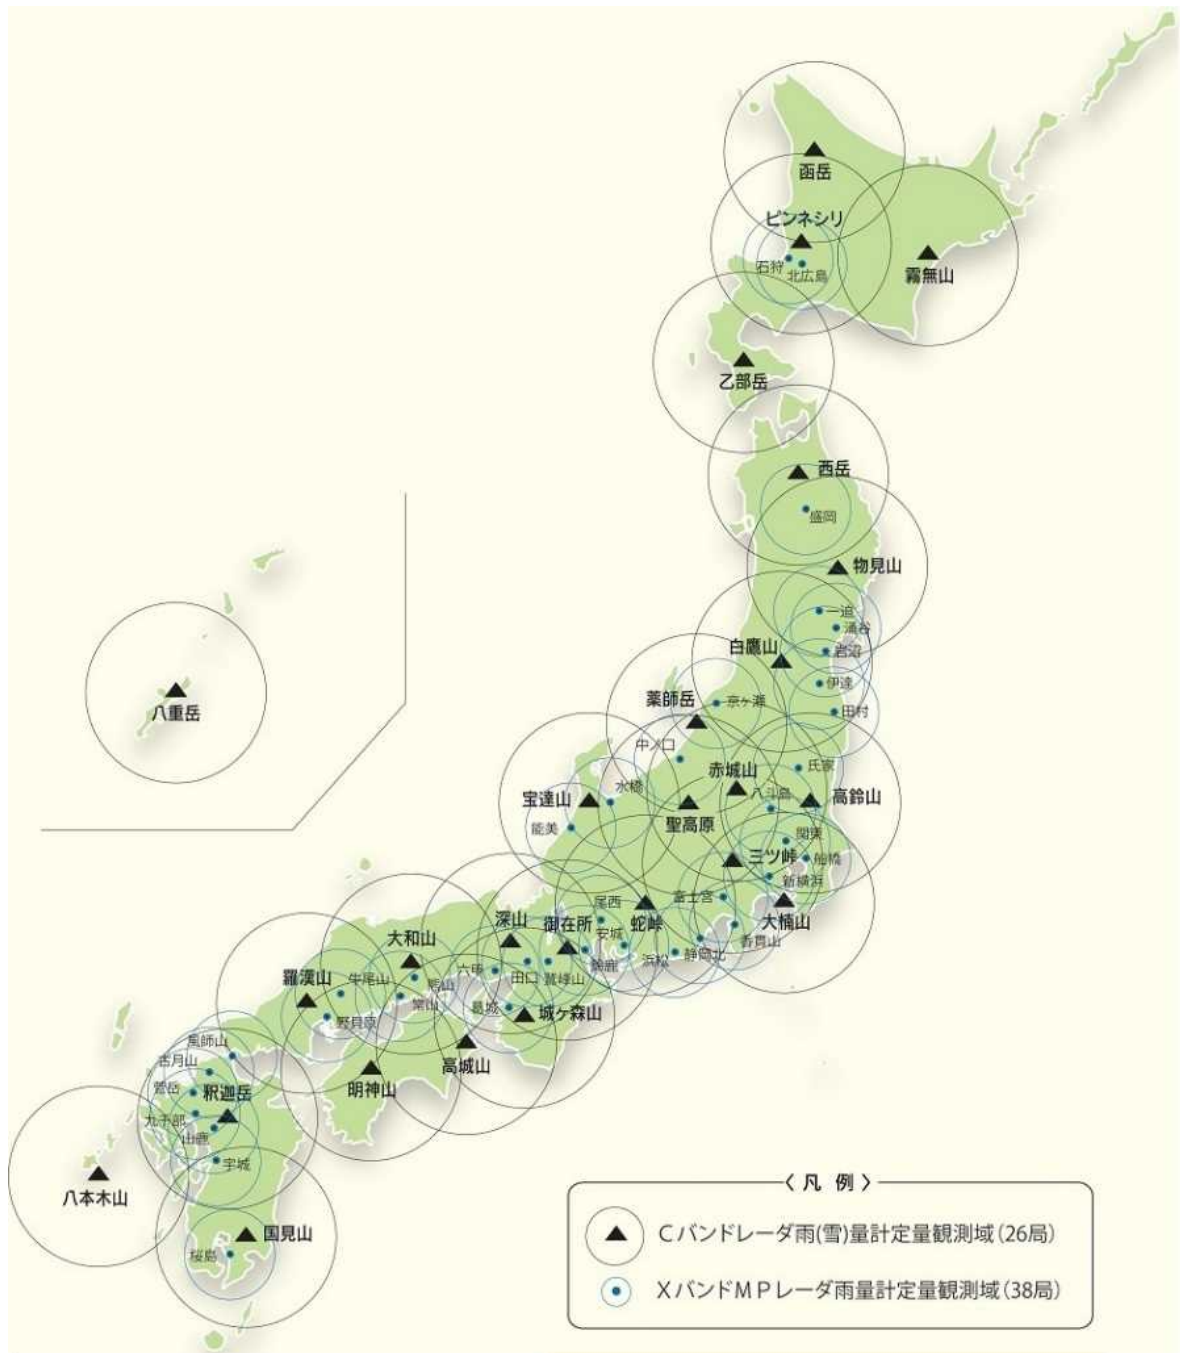 函岳
ピンネシリ
石狩
北広島
霧無山
乙部岳
西岳
盛岡
物見山
一迫
涌谷
白鷹山
岩沼
伊達
八重岳
薬師岳
京ヶ瀬
田村
中ノ口
赤城山
氏家
宝達山
水橋
八斗島
高鈴山
能美
聖高原
関東
三ツ峠
船橋
新横浜
尾西
富士宮
深山
御在所
安城
蛇峠
大楠山
香貫山
大和山
鈴鹿
浜松
静岡北
六甲
田口
鷲峰山
羅漢山
牛尾山
熊山
常山
葛城
城ケ森山
野貝原
風師山
高城山
古月山
明神山
菅岳
釈迦岳
九千部
山鹿
宇城
八本木山
国見山
桜島
〈凡 例〉
Cバンドレーダ雨(雪)量計定量観測域(26局)
XバンドMPレーダ雨量計定量観測域(38局)